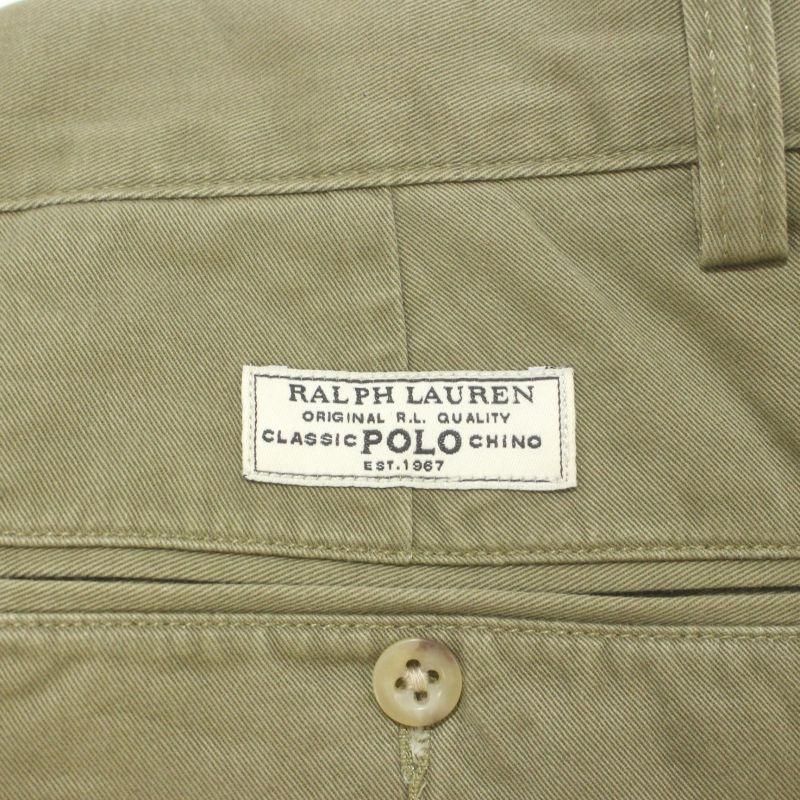 RALPH LAUREN
ORIGINAL R.L. QUALITY
CLASSIC POLO CHINO
EST.1967